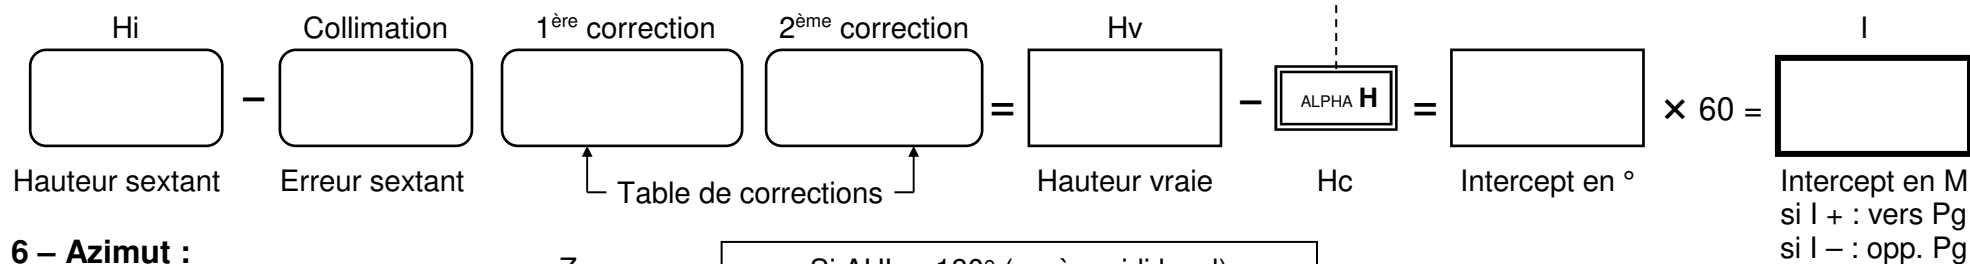 Hi Collimation 1ère correction 2ème correction Hv I
– = – ALPHA H = × 60 =
Hauteur sextant Erreur sextant Table de corrections Hauteur vraie Hc Intercept en ° Intercept en M
si I + : vers Pg
6 – Azimut : si I – : opp. Pg